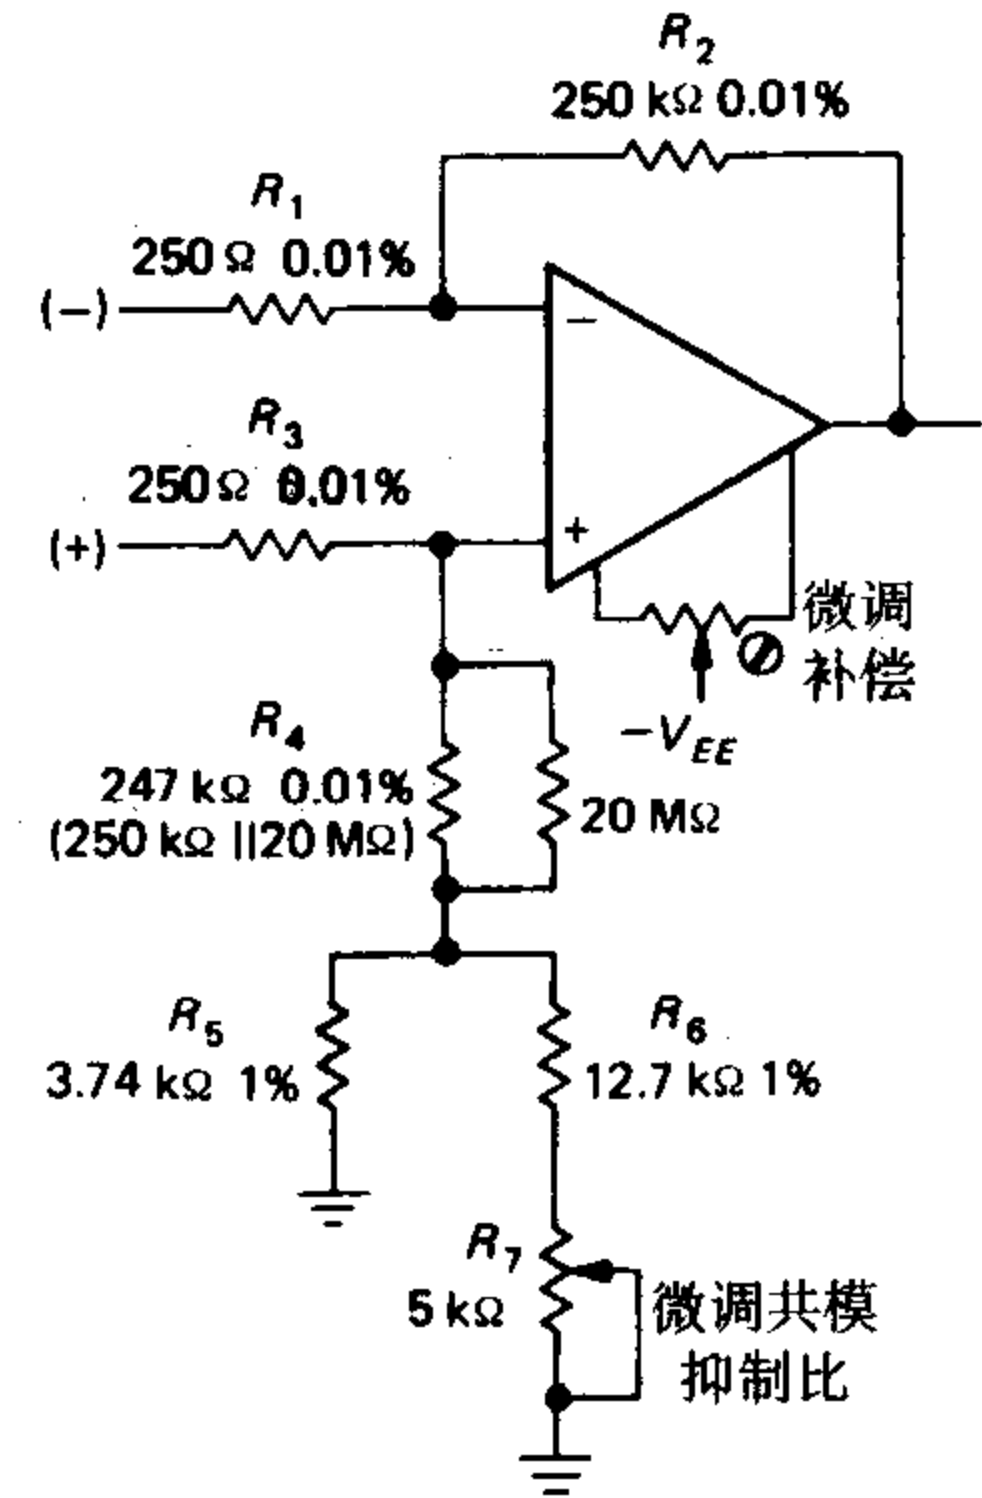 R2
250 kΩ 0.01%
R1
250 Ω 0.01%
(−)
−
R3
250 Ω 0.01%
(+)
+
微调
补偿
−VEE
R4
247 kΩ 0.01%
(250 kΩ ||20 MΩ)
20 MΩ
R5
3.74 kΩ 1%
R6
12.7 kΩ 1%
R7
5 kΩ
微调共模
抑制比